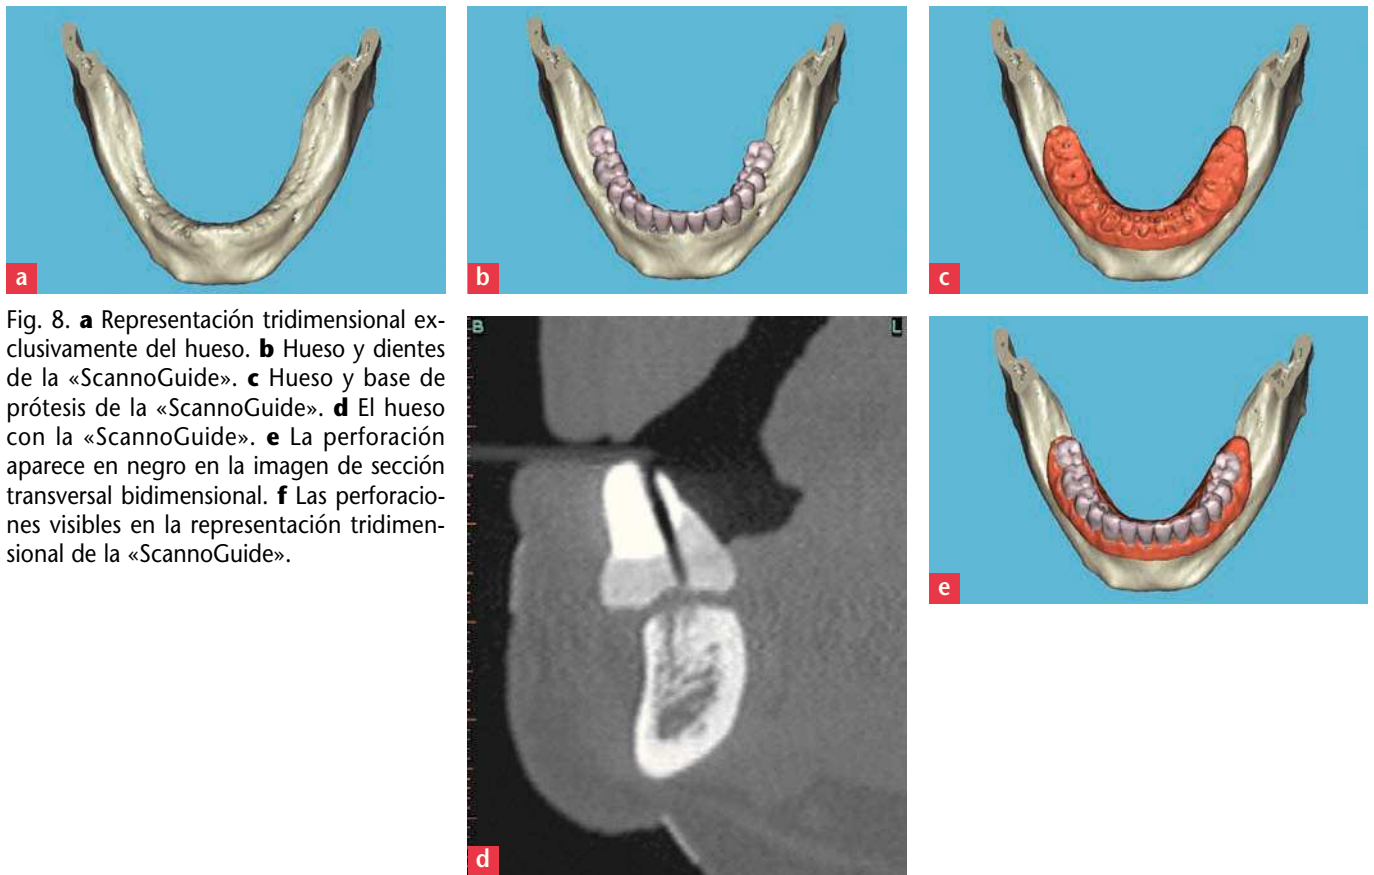 a
b
c
Fig. 8. a Representación tridimensional ex-
clusivamente del hueso. b Hueso y dientes
de la «ScannoGuide». c Hueso y base de
prótesis de la «ScannoGuide». d El hueso
con la «ScannoGuide». e La perforación
aparece en negro en la imagen de sección
transversal bidimensional. f Las perforacio-
nes visibles en la representación tridimen-
sional de la «ScannoGuide».
B
L
d
e